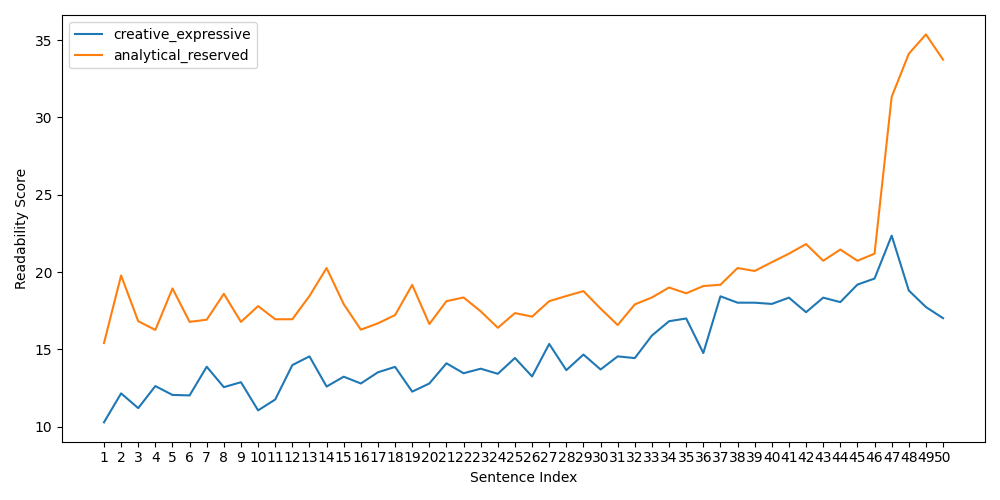 creative_expressive
analytical_reserved
35
30
25
20
15
10
Readability Score
1 2 3 4 5 6 7 8 9 10 11 12 13 14 15 16 17 18 19 20 21 22 23 24 25 26 27 28 29 30 31 32 33 34 35 36 37 38 39 40 41 42 43 44 45 46 47 48 49 50
Sentence Index